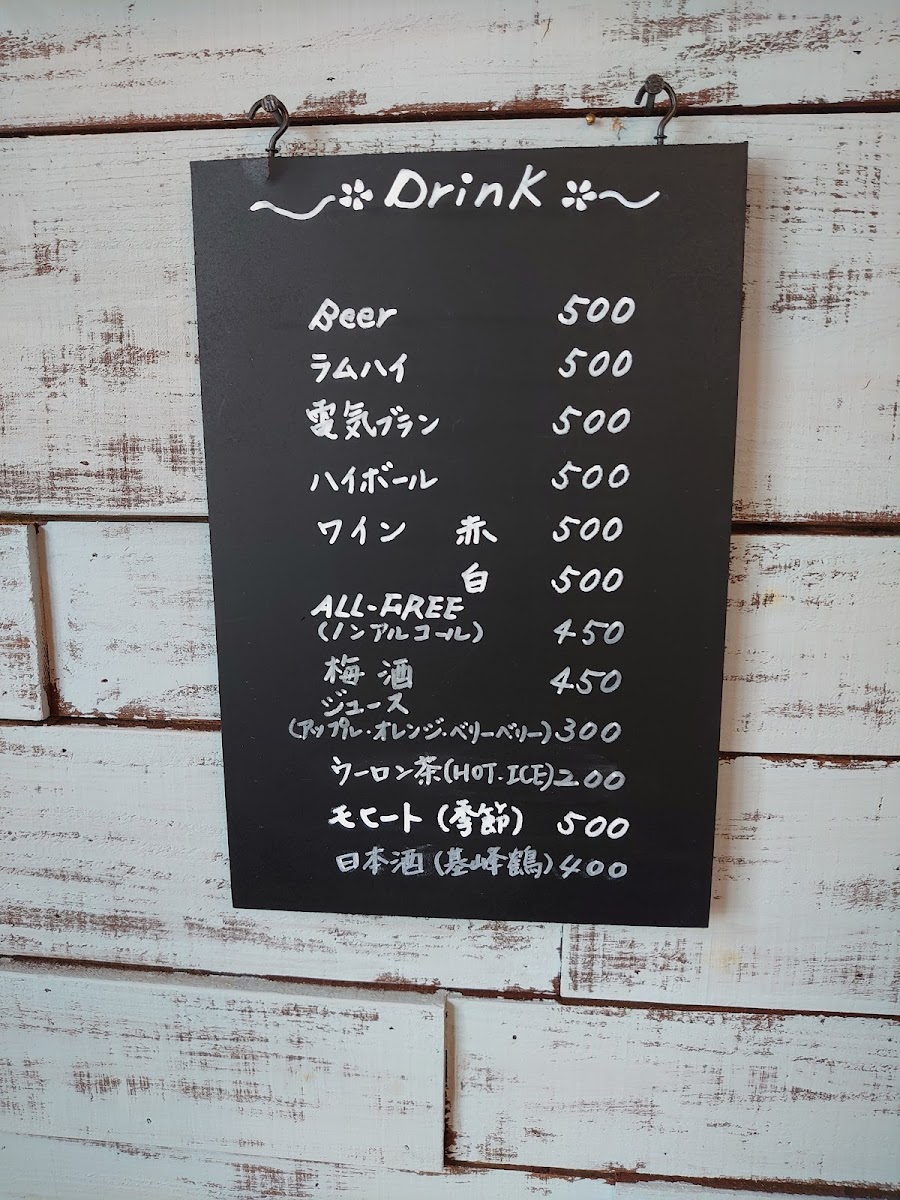 Drink
Beer 500
ラムハイ 500
電気ブラン 500
ハイボール 500
ワイン 赤 500
白 500
ALL-FREE
(ノンアルコール) 450
梅酒 450
ジュース
(アップル・オレンジ・ベリーベリー) 300
ウーロン茶(HOT・ICE) 200
モヒート(季節) 500
日本酒(基峰鶴) 400